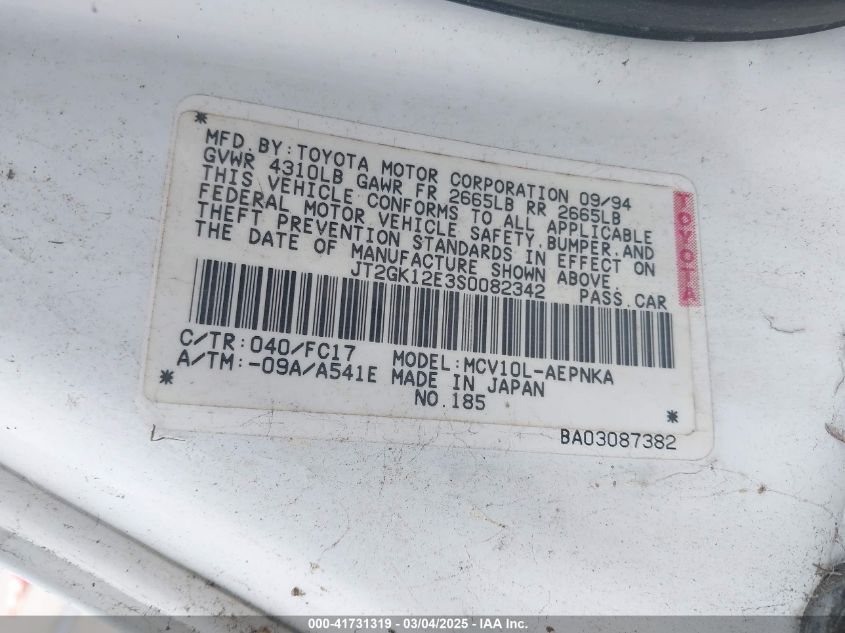 *
MFD.BY:TOYOTA MOTOR CORPORATION 09/94
GVWR 4310LB GAWR FR 2665LB RR 2665LB
THIS VEHICLE CONFORMS TO ALL APPLICABLE
FEDERAL MOTOR VEHICLE SAFETY,BUMPER,AND
THEFT PREVENTION STANDARDS IN EFFECT ON
THE DATE OF MANUFACTURE SHOWN ABOVE.
JT2GK12E3S0082342 PASS.CAR
TOYOTA
C/TR:040/FC17 MODEL:MCV10L-AEPNKA
A/TM:-09A/A541E MADE IN JAPAN
* NO.185 *
BA03087382
000-41731319 - 03/04/2025 - IAA Inc.